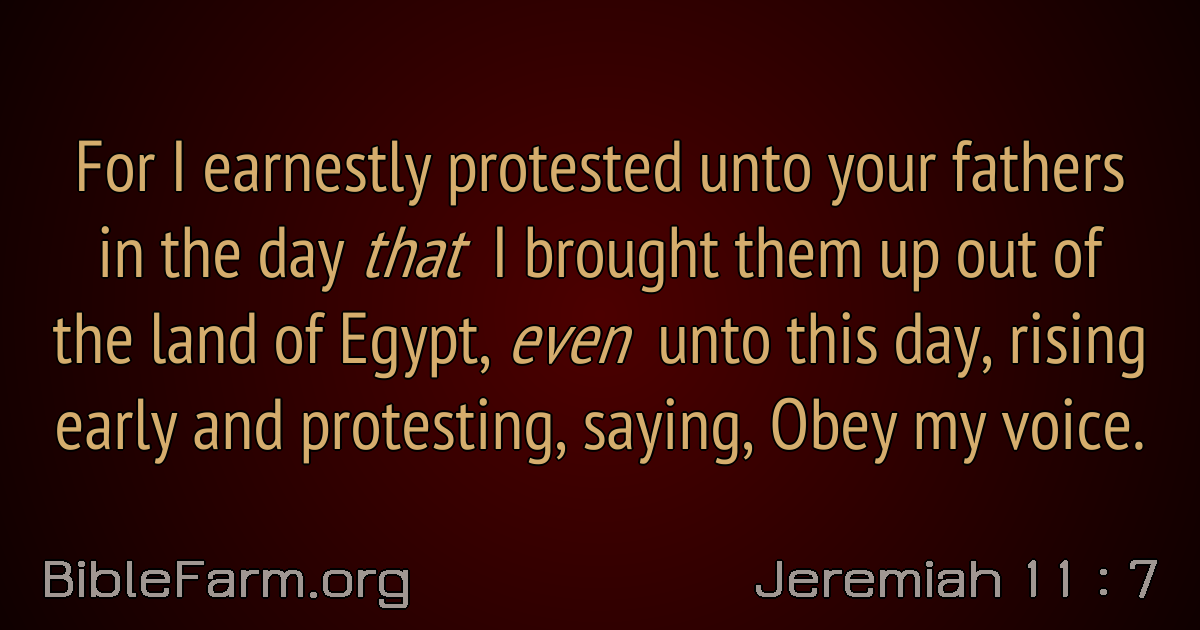 For I earnestly protested unto your fathers
in the day that I brought them up out of
the land of Egypt, even unto this day, rising
early and protesting, saying, Obey my voice.
BibleFarm.org
Jeremiah 11 : 7